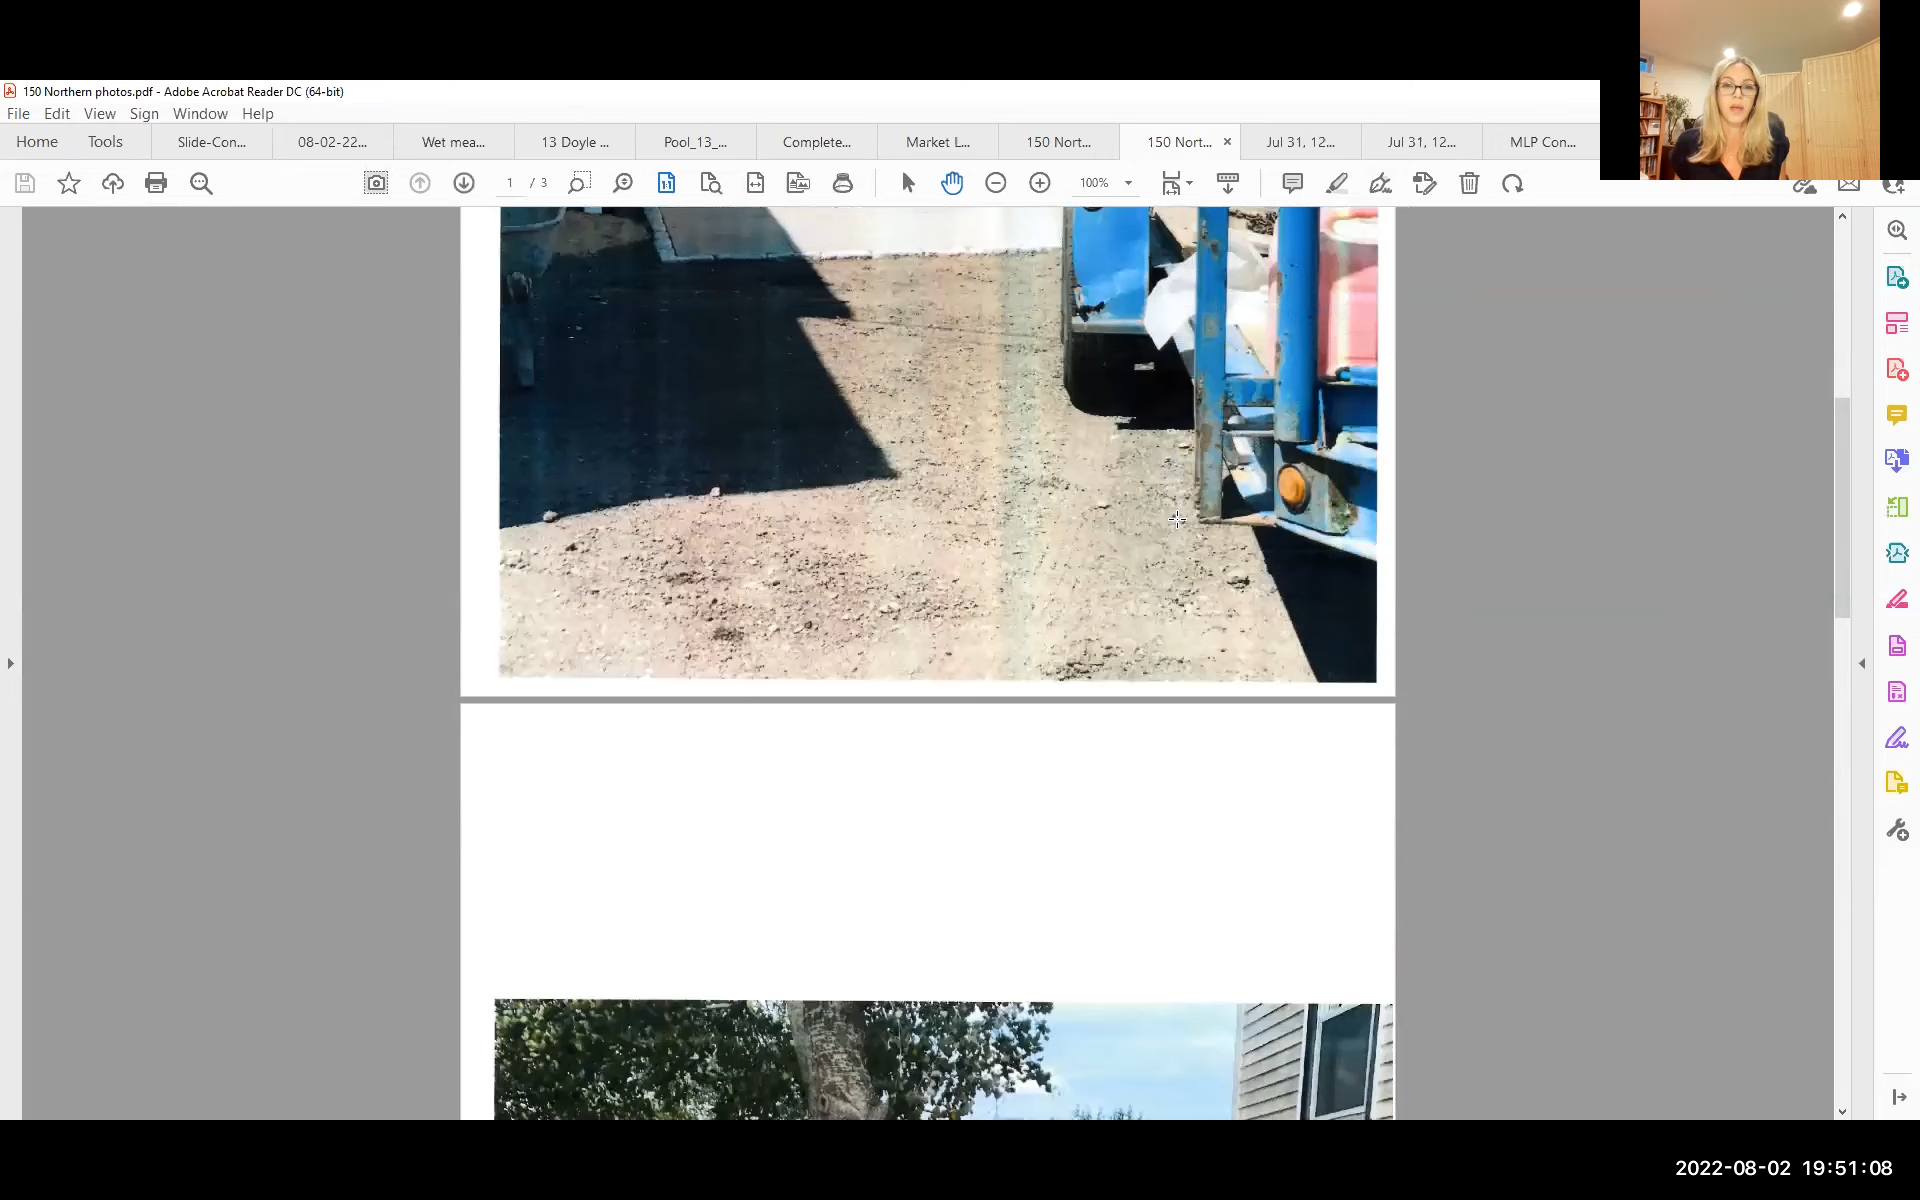 150 Northern photos.pdf - Adobe Acrobat Reader DC (64-bit)
File Edit View Sign Window Help
Home Tools Slide-Con... 08-02-22... Wet mea... 13 Doyle ... Pool_13_... Complete... Market L... 150 Nort... 150 Nort... × Jul 31, 12... Jul 31, 12... MLP Con...
1 / 3 100%
2022-08-02 19:51:08